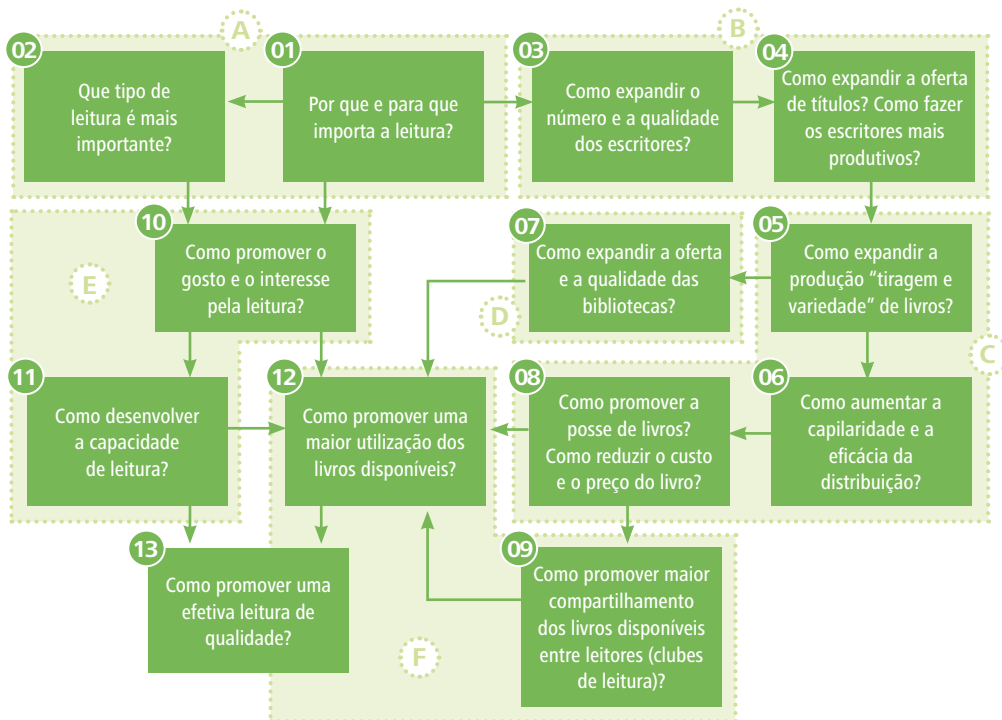 A
B
02
Que tipo de
leitura é mais
importante?
01
Por que e para que
importa a leitura?
03
Como expandir o
número e a qualidade
dos escritores?
04
Como expandir a oferta
de títulos? Como fazer
os escritores mais
produtivos?
E
10
Como promover o
gosto e o interesse
pela leitura?
07
Como expandir a oferta
e a qualidade das
bibliotecas?
D
05
Como expandir a
produção “tiragem e
variedade” de livros?
C
11
Como desenvolver
a capacidade
de leitura?
12
Como promover uma
maior utilização dos
livros disponíveis?
08
Como promover a
posse de livros?
Como reduzir o custo
e o preço do livro?
06
Como aumentar a
capilaridade e a
eficácia da
distribuição?
13
Como promover uma
efetiva leitura de
qualidade?
F
09
Como promover maior
compartilhamento
dos livros disponíveis
entre leitores (clubes
de leitura)?